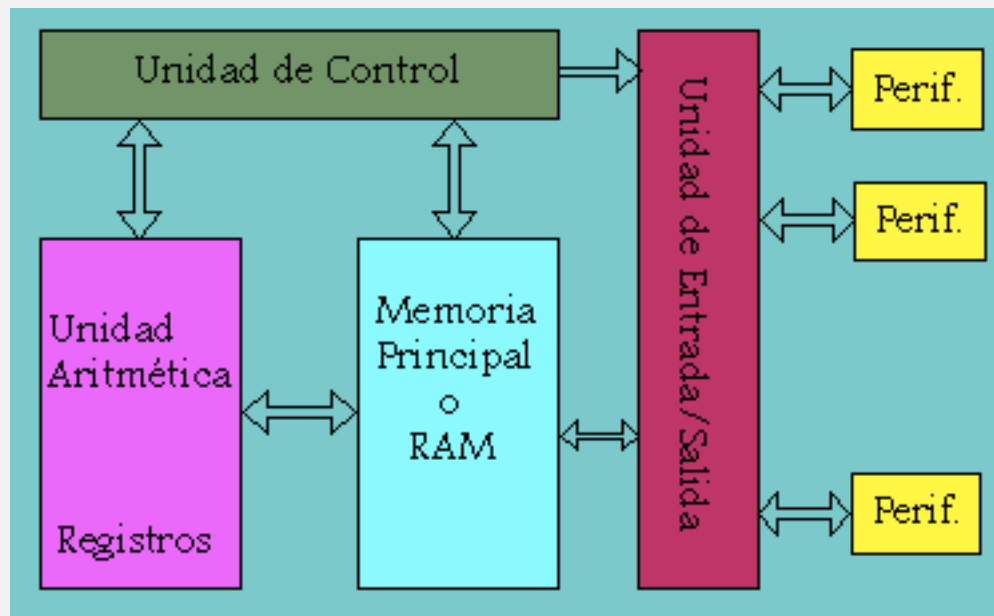 Unidad de Control
Unidad
Aritmética
Registros
Memoria
Principal
o
RAM
Unidad de Entrada/Salida
Perif.
Perif.
Perif.